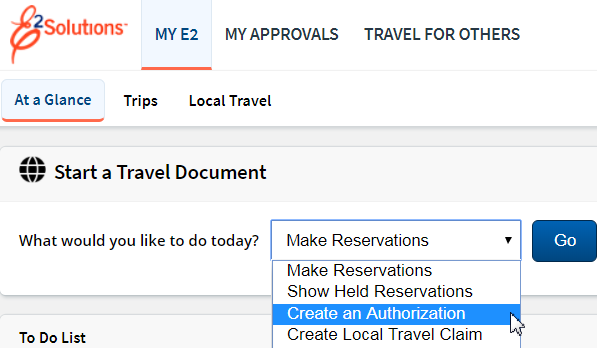 E2 Solutions™
MY E2 MY APPROVALS TRAVEL FOR OTHERS
At a Glance Trips Local Travel
Start a Travel Document
What would you like to do today? Make Reservations Go
Make Reservations
Show Held Reservations
Create an Authorization
Create Local Travel Claim
To Do List